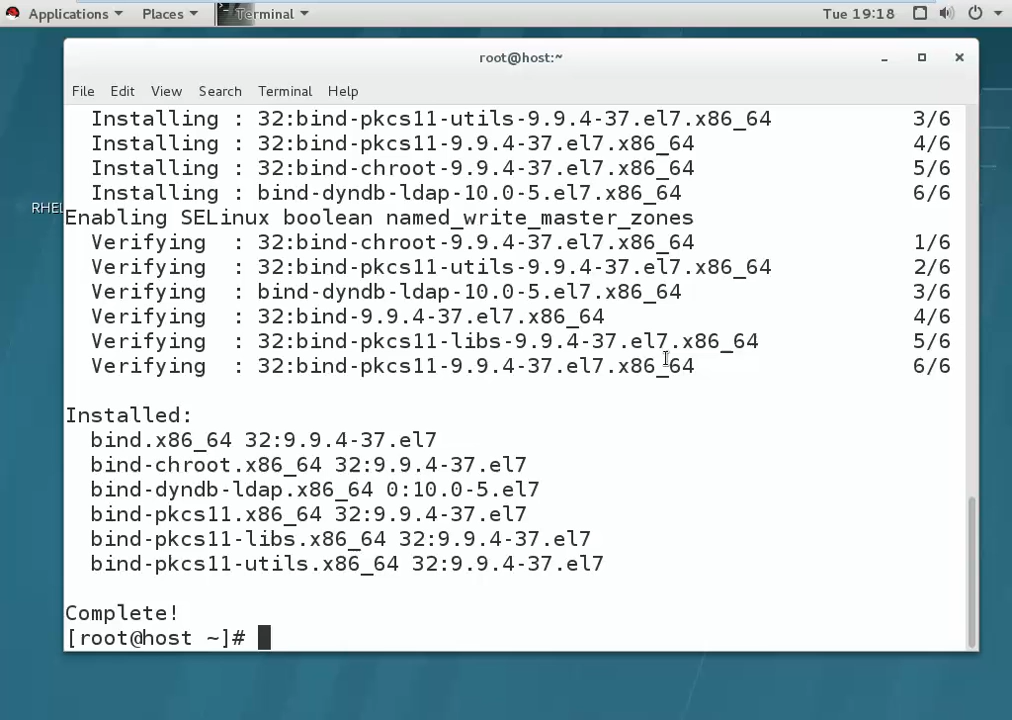 Applications Places Terminal Tue 19:18
root@host:~
File Edit View Search Terminal Help
Installing : 32:bind-pkcs11-utils-9.9.4-37.el7.x86_64 3/6
Installing : 32:bind-pkcs11-9.9.4-37.el7.x86_64 4/6
Installing : 32:bind-chroot-9.9.4-37.el7.x86_64 5/6
Installing : bind-dyndb-ldap-10.0-5.el7.x86_64 6/6
RHEL
Enabling SELinux boolean named_write_master_zones
Verifying : 32:bind-chroot-9.9.4-37.el7.x86_64 1/6
Verifying : 32:bind-pkcs11-utils-9.9.4-37.el7.x86_64 2/6
Verifying : bind-dyndb-ldap-10.0-5.el7.x86_64 3/6
Verifying : 32:bind-9.9.4-37.el7.x86_64 4/6
Verifying : 32:bind-pkcs11-libs-9.9.4-37.el7.x86_64 5/6
Verifying : 32:bind-pkcs11-9.9.4-37.el7.x86_64 6/6
Installed:
bind.x86_64 32:9.9.4-37.el7
bind-chroot.x86_64 32:9.9.4-37.el7
bind-dyndb-ldap.x86_64 0:10.0-5.el7
bind-pkcs11.x86_64 32:9.9.4-37.el7
bind-pkcs11-libs.x86_64 32:9.9.4-37.el7
bind-pkcs11-utils.x86_64 32:9.9.4-37.el7
Complete!
[root@host ~]#